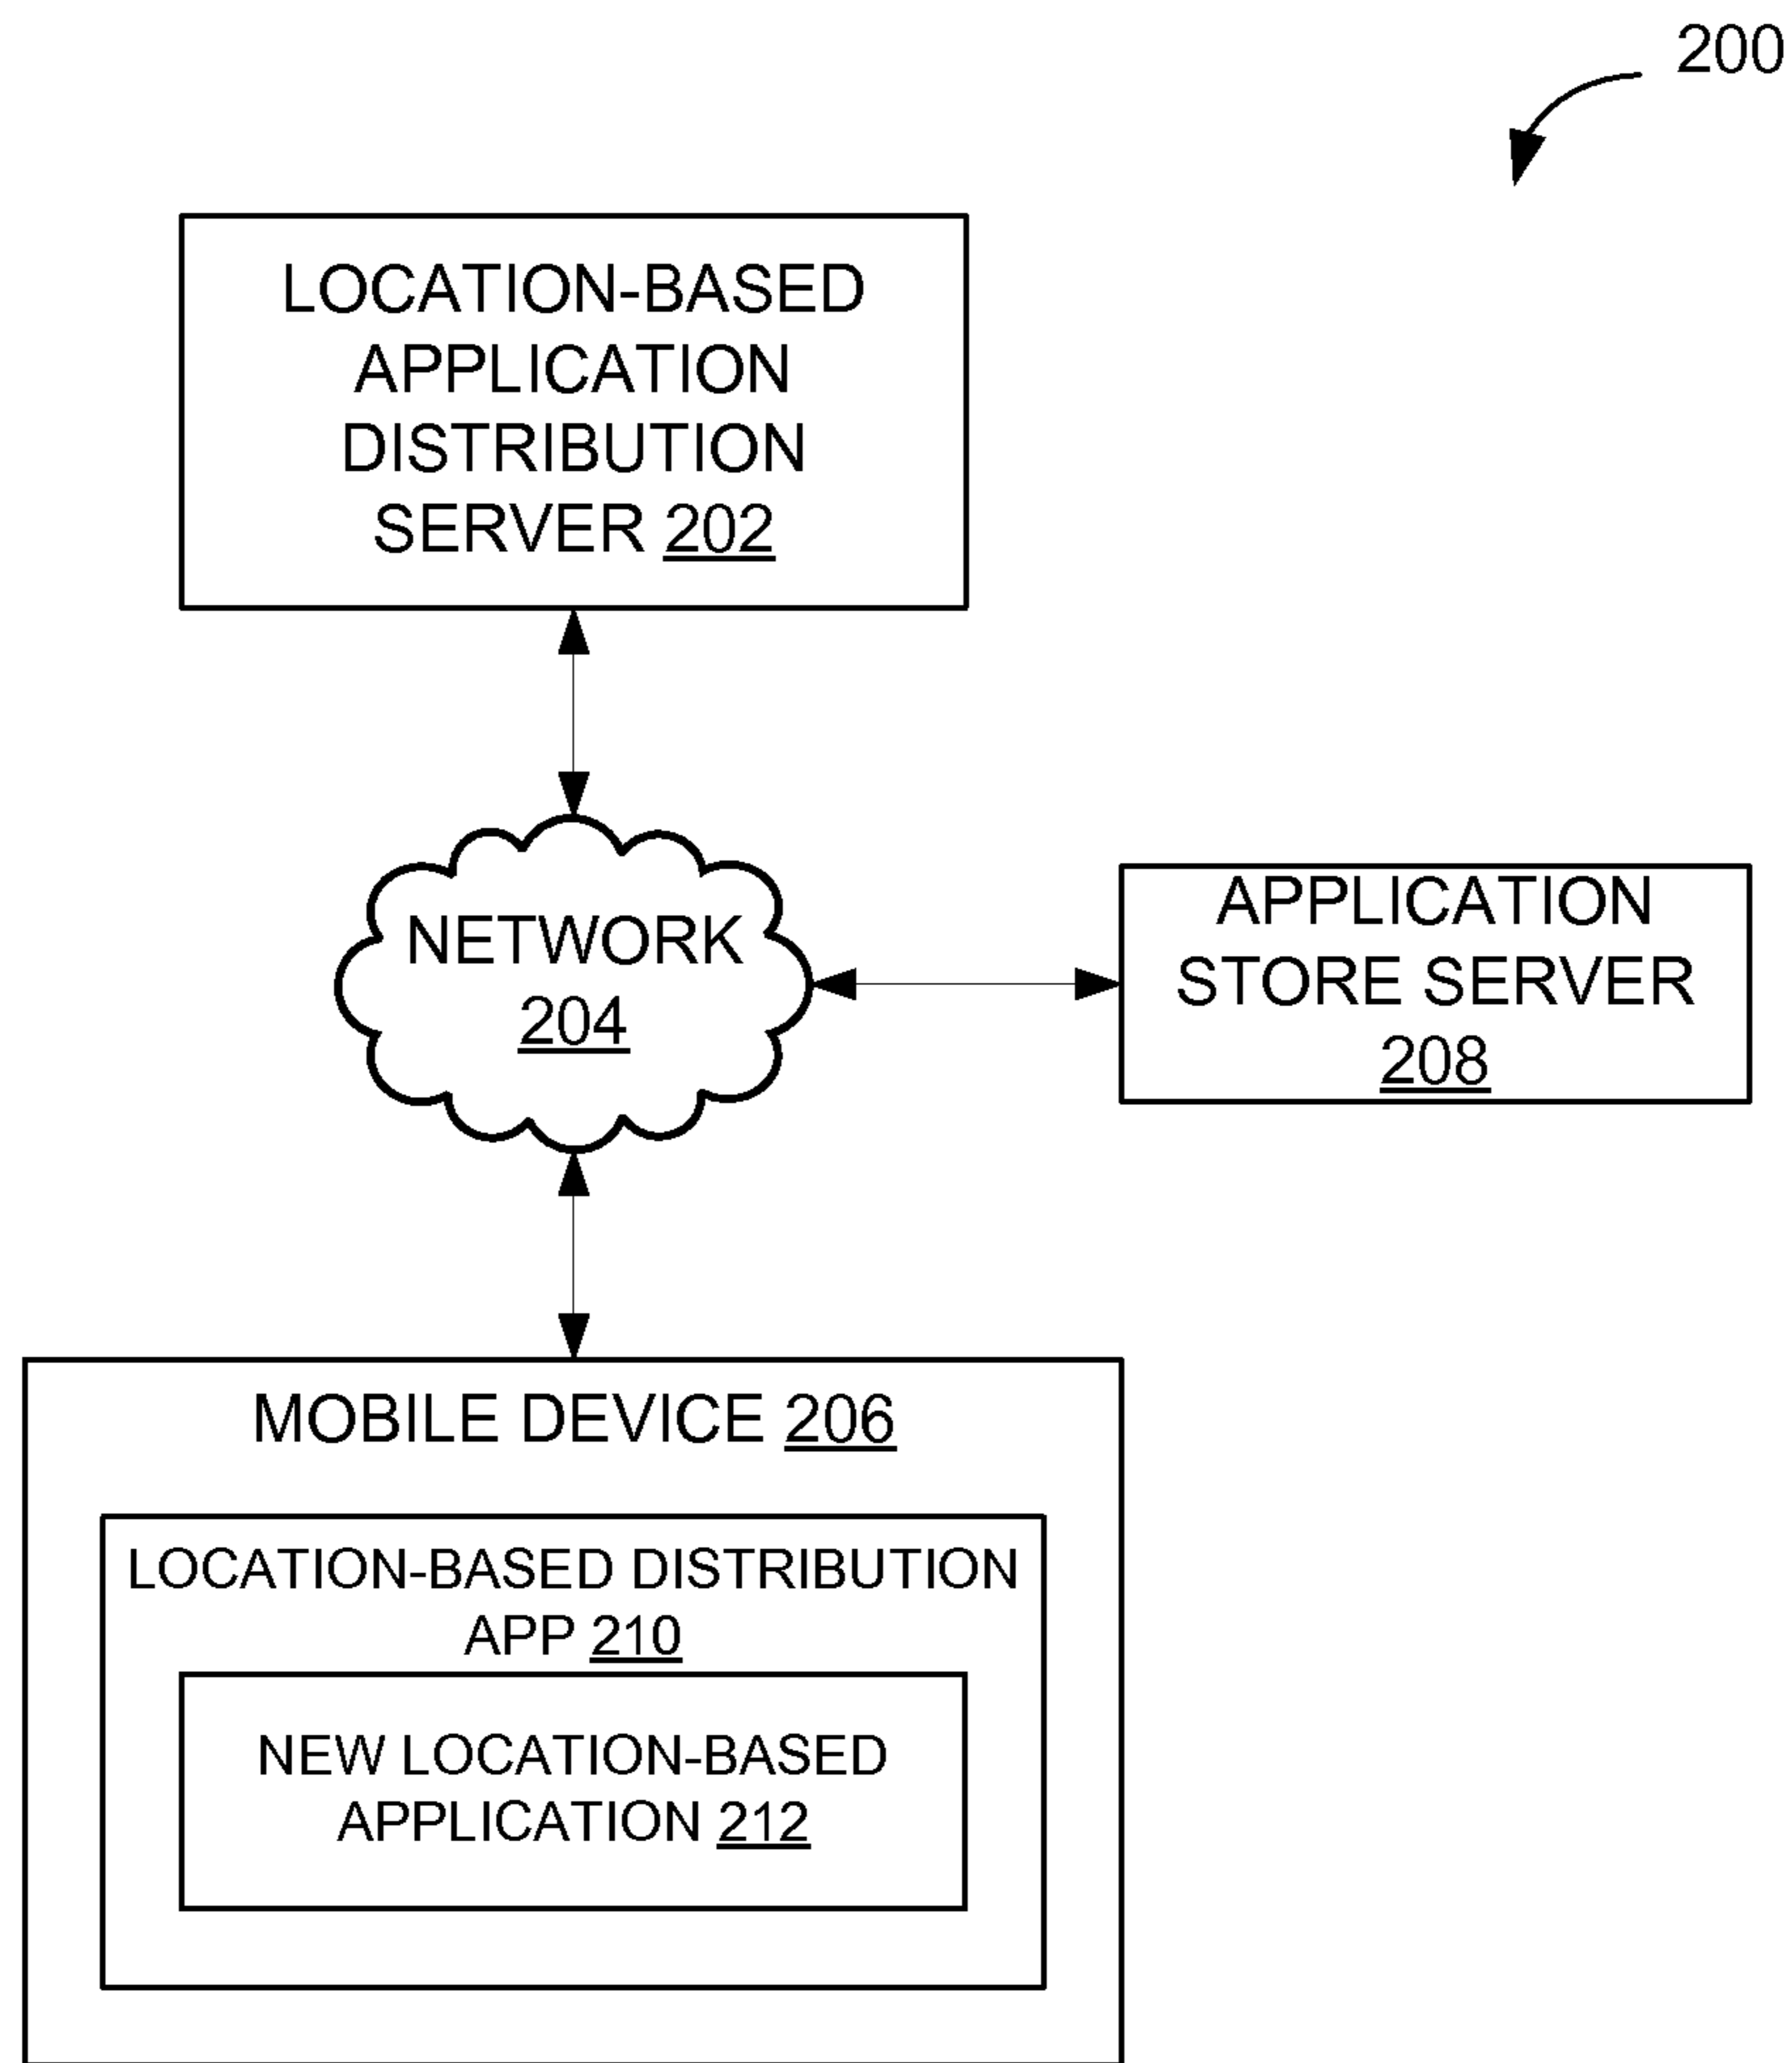 200
LOCATION-BASED
APPLICATION
DISTRIBUTION
SERVER 202
NETWORK
204
APPLICATION
STORE SERVER
208
MOBILE DEVICE 206
LOCATION-BASED DISTRIBUTION
APP 210
NEW LOCATION-BASED
APPLICATION 212